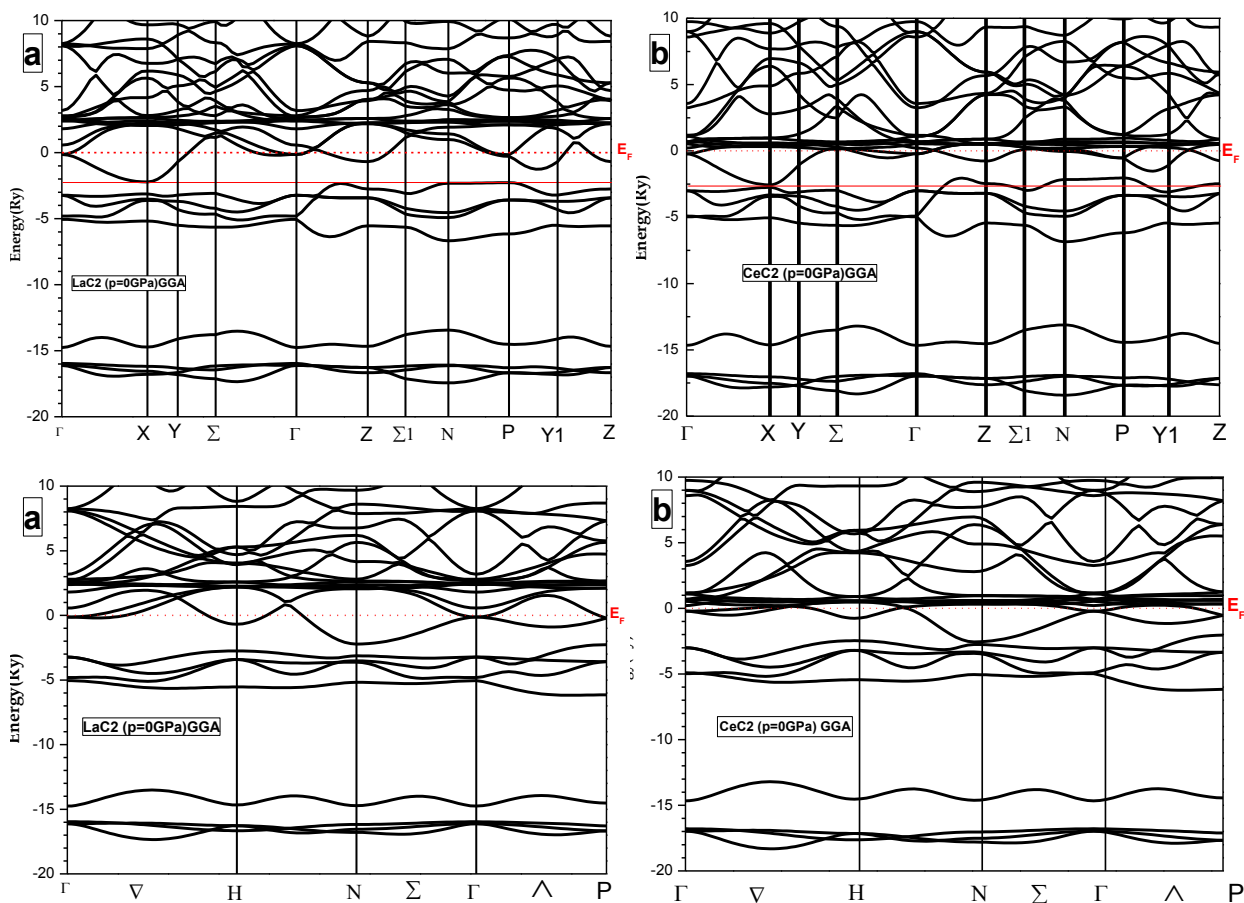 a
10
5
0
-5
-10
-15
-20
Energy(Ry)
E_F
LaC2 (p=0GPa)GGA
Γ X Y Σ Γ Z Σ1 N P Y1 Z
b
10
5
0
-5
-10
-15
-20
Energy(Ry)
E_F
CeC2 (p=0GPa)GGA
Γ X Y Σ Γ Z Σ1 N P Y1 Z
a
10
5
0
-5
-10
-15
-20
Energy(Ry)
E_F
LaC2 (p=0GPa)GGA
Γ ∇ H N Σ Γ Λ P
b
10
5
0
-5
-10
-15
-20
E_F
CeC2 (p=0GPa) GGA
Γ ∇ H N Σ Γ Λ P